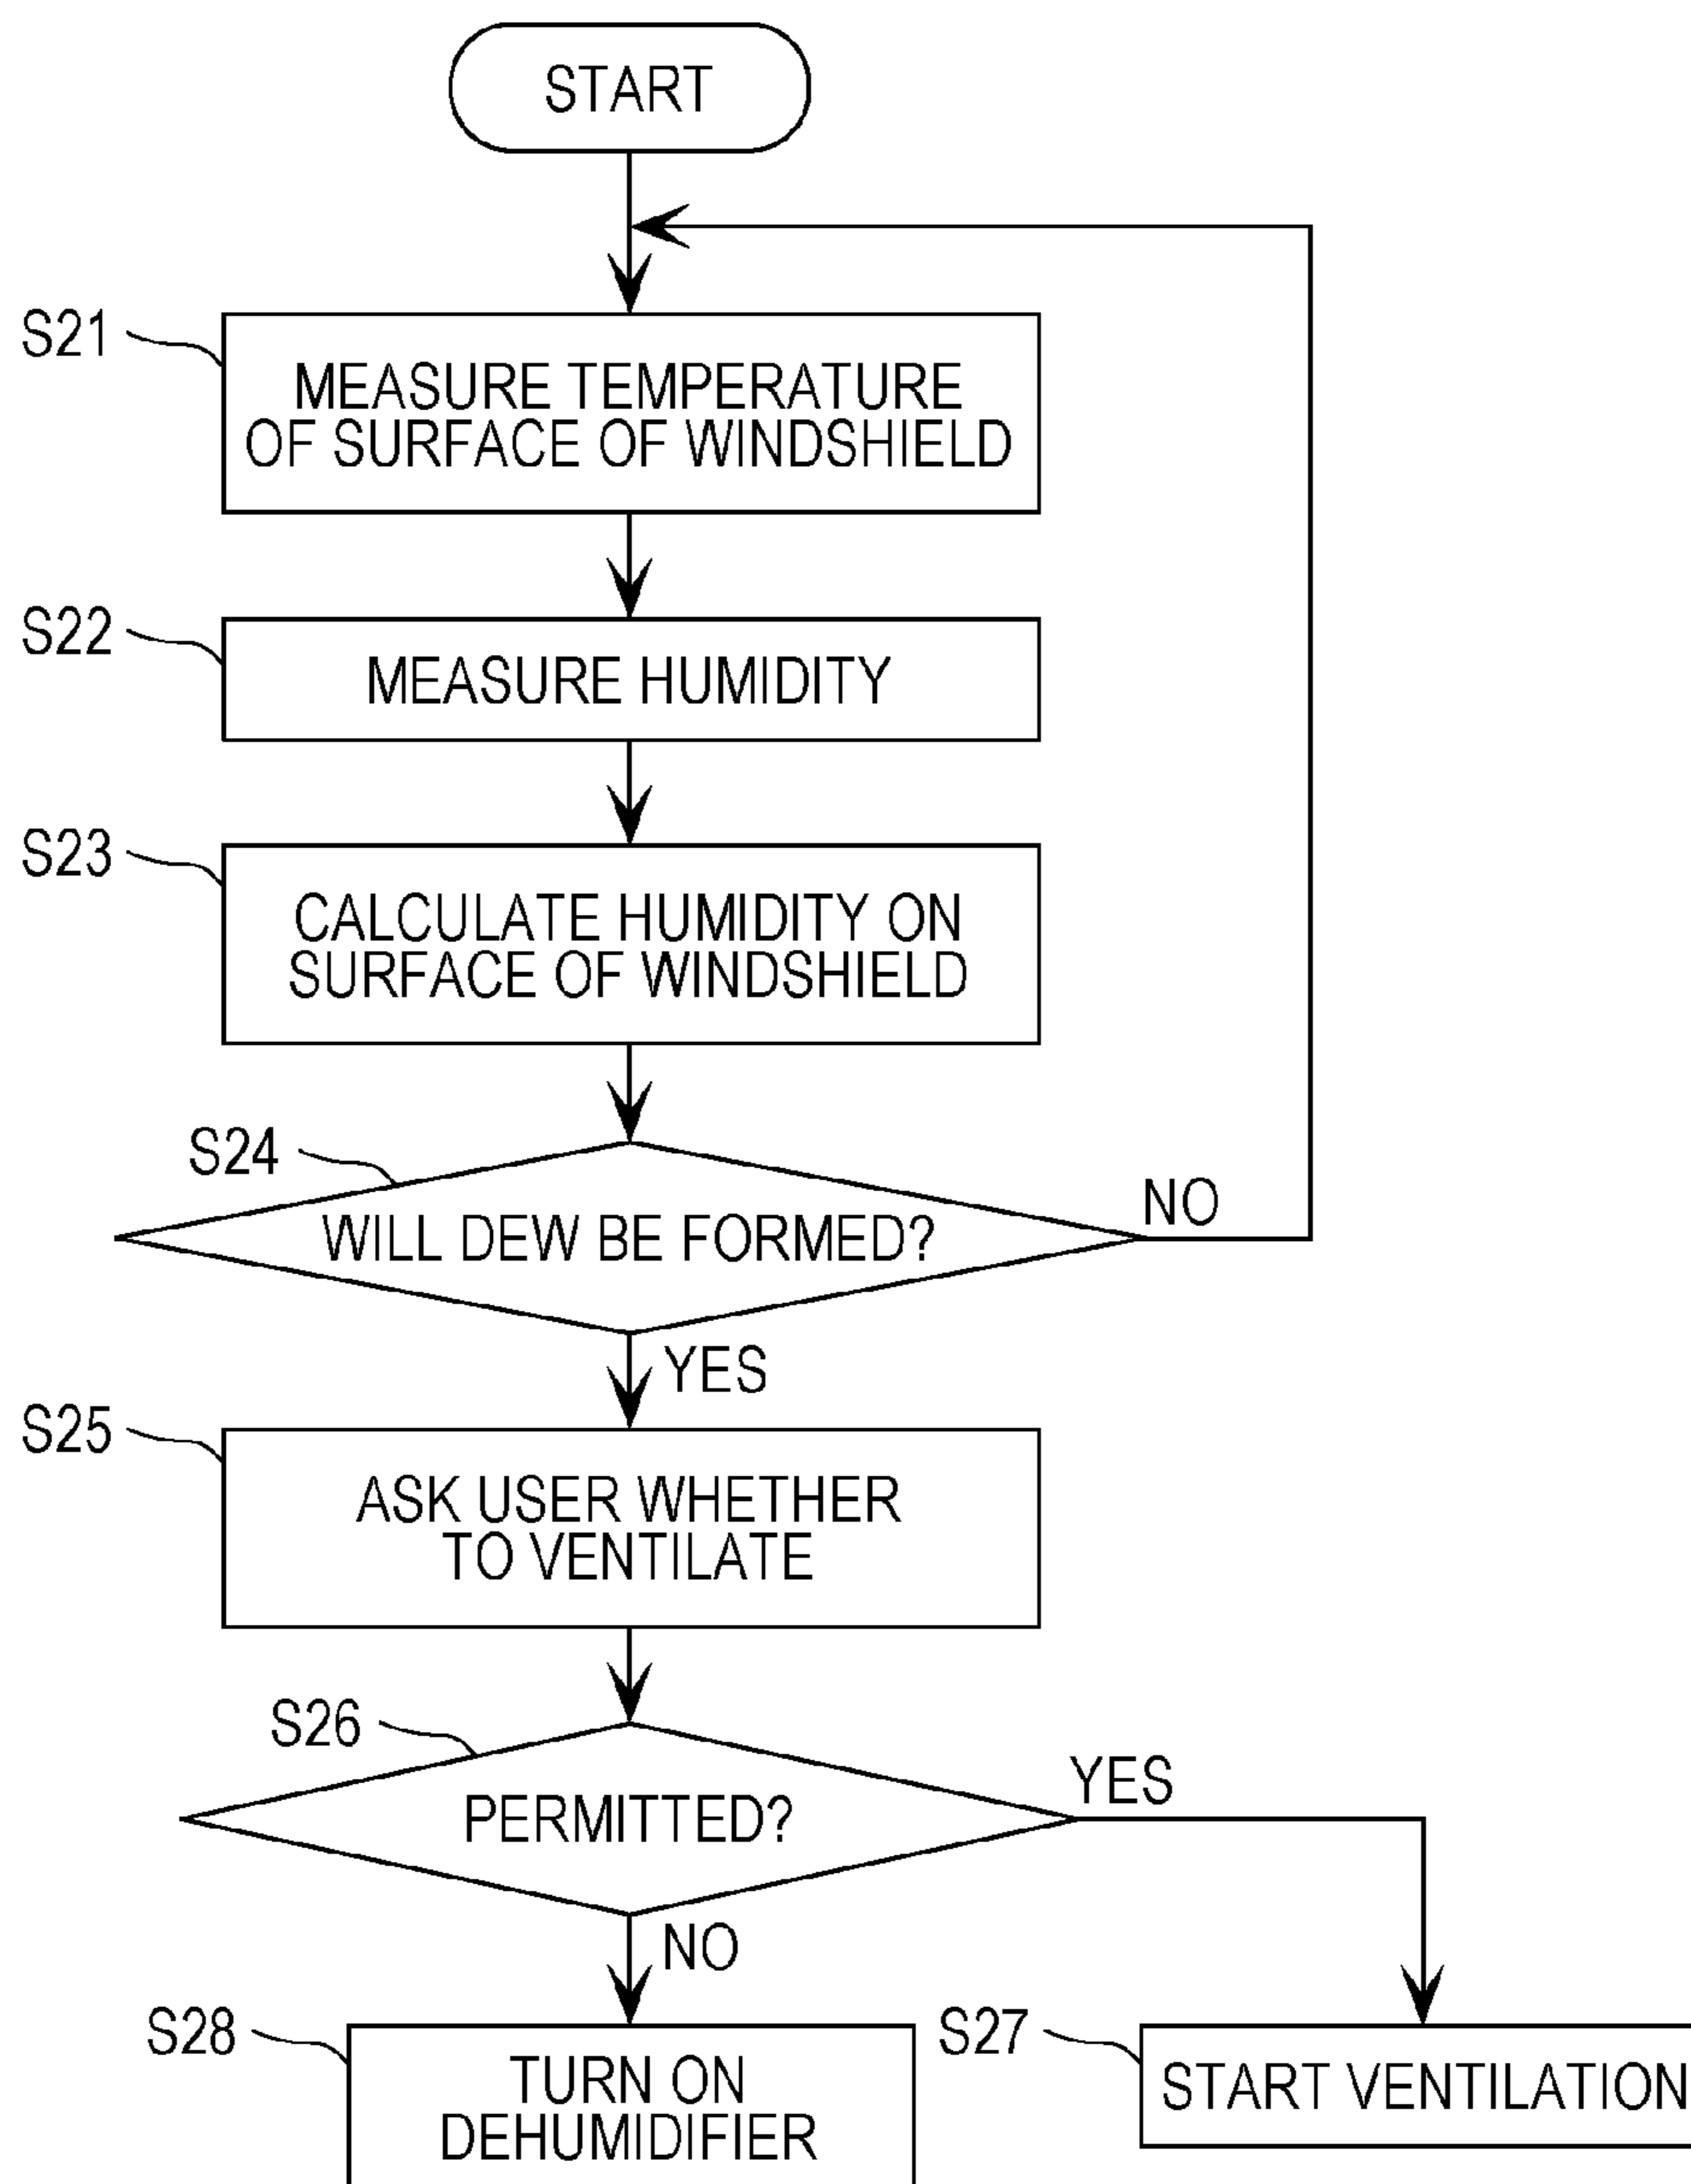 START
S21
MEASURE TEMPERATURE
OF SURFACE OF WINDSHIELD
S22
MEASURE HUMIDITY
S23
CALCULATE HUMIDITY ON
SURFACE OF WINDSHIELD
S24
WILL DEW BE FORMED?
NO
YES
S25
ASK USER WHETHER
TO VENTILATE
S26
PERMITTED?
YES
NO
S28
TURN ON
DEHUMIDIFIER
S27
START VENTILATION